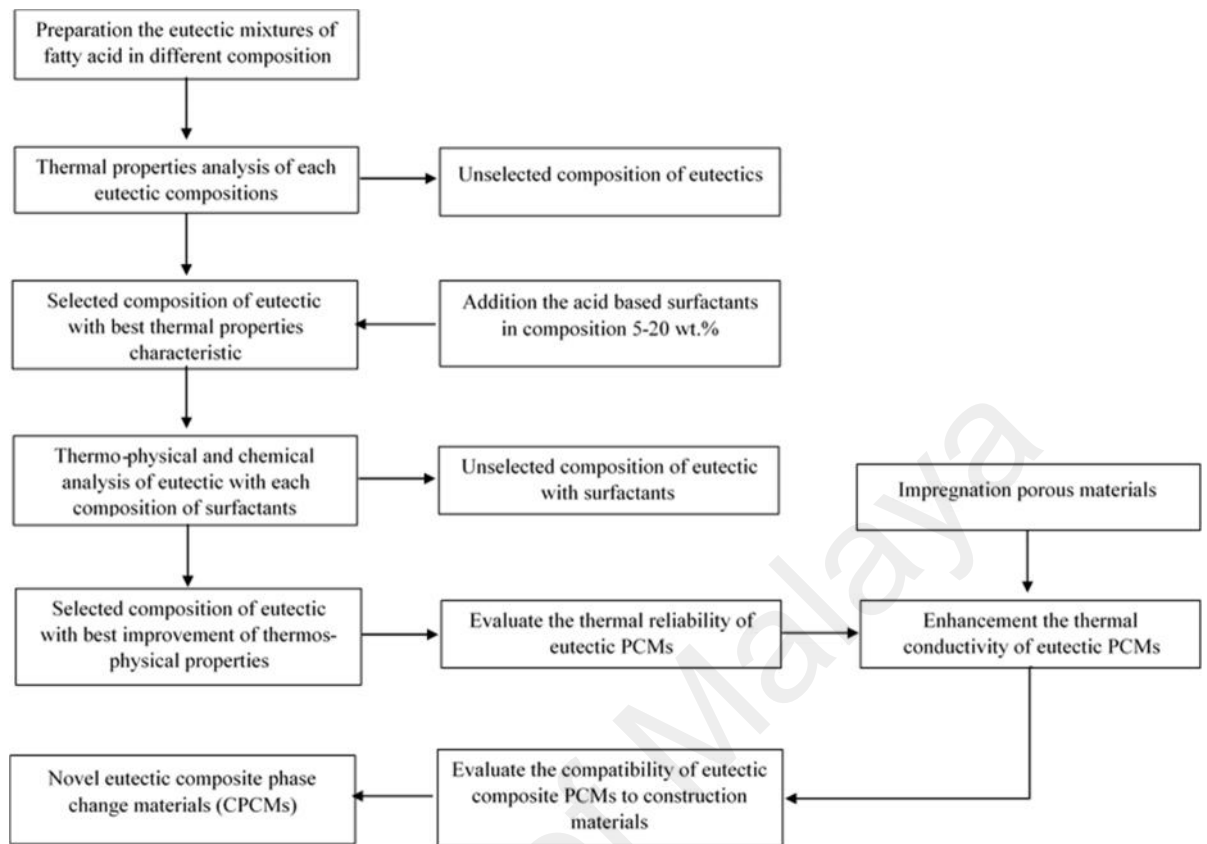 Preparation the eutectic mixtures of
fatty acid in different composition
Thermal properties analysis of each
eutectic compositions
Unselected composition of eutectics
Selected composition of eutectic
with best thermal properties
characteristic
Addition the acid based surfactants
in composition 5-20 wt.%
Thermo-physical and chemical
analysis of eutectic with each
composition of surfactants
Unselected composition of eutectic
with surfactants
Impregnation porous materials
Selected composition of eutectic
with best improvement of thermos-
physical properties
Evaluate the thermal reliability of
eutectic PCMs
Enhancement the thermal
conductivity of eutectic PCMs
Novel eutectic composite phase
change materials (CPCMs)
Evaluate the compatibility of eutectic
composite PCMs to construction
materials
Malaya